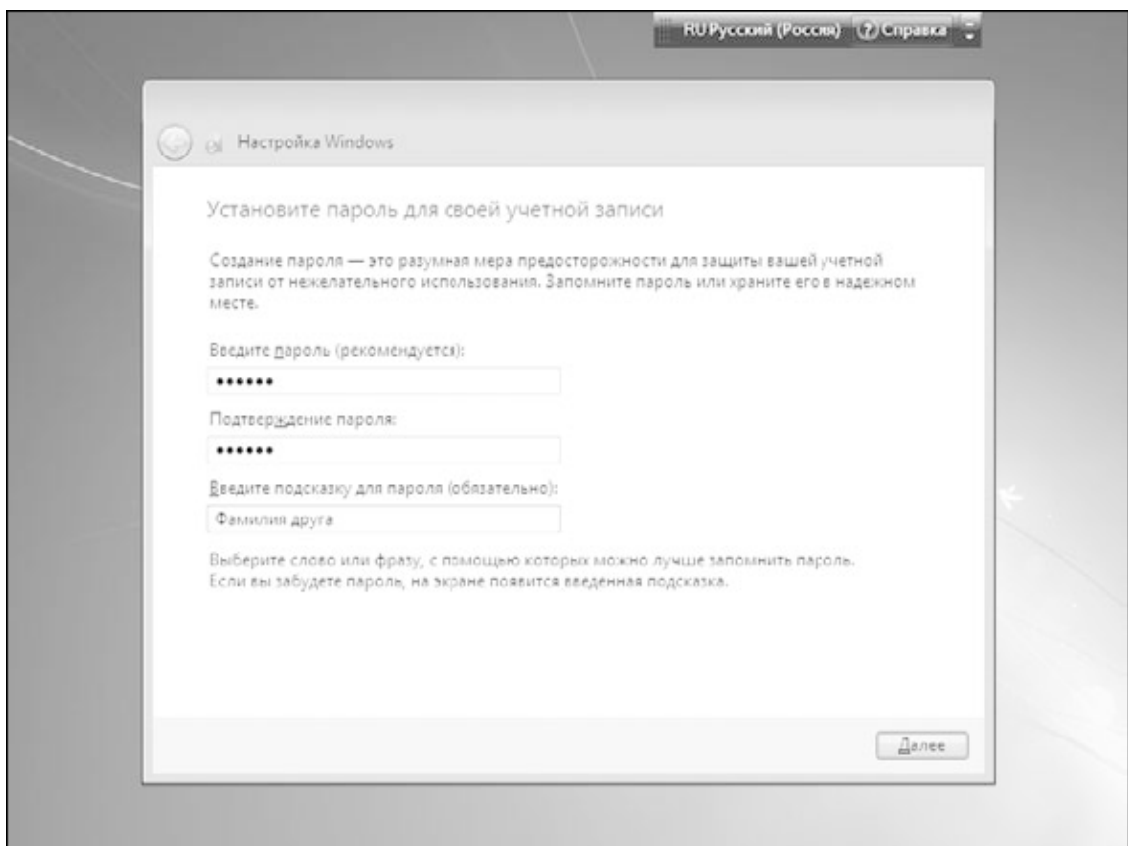 RU Русский (Россия) ? Справка
Настройка Windows
Установите пароль для своей учетной записи
Создание пароля — это разумная мера предосторожности для защиты вашей учетной
записи от нежелательного использования. Запомните пароль или храните его в надежном
месте.
Введите пароль (рекомендуется):
••••••
Подтверждение пароля:
••••••
Введите подсказку для пароля (обязательно):
Фамилия друга
Выберите слово или фразу, с помощью которых можно лучше запомнить пароль.
Если вы забудете пароль, на экране появится введенная подсказка.
Далее